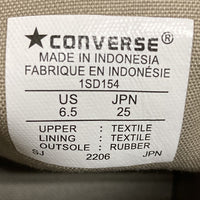 ★CONVERSE®
MADE IN INDONESIA
FABRIQUE EN INDONÉSIE
1SD154
US JPN
6.5 25
UPPER : TEXTILE
LINING : TEXTILE
OUTSOLE : RUBBER
SJ 2206 JPN